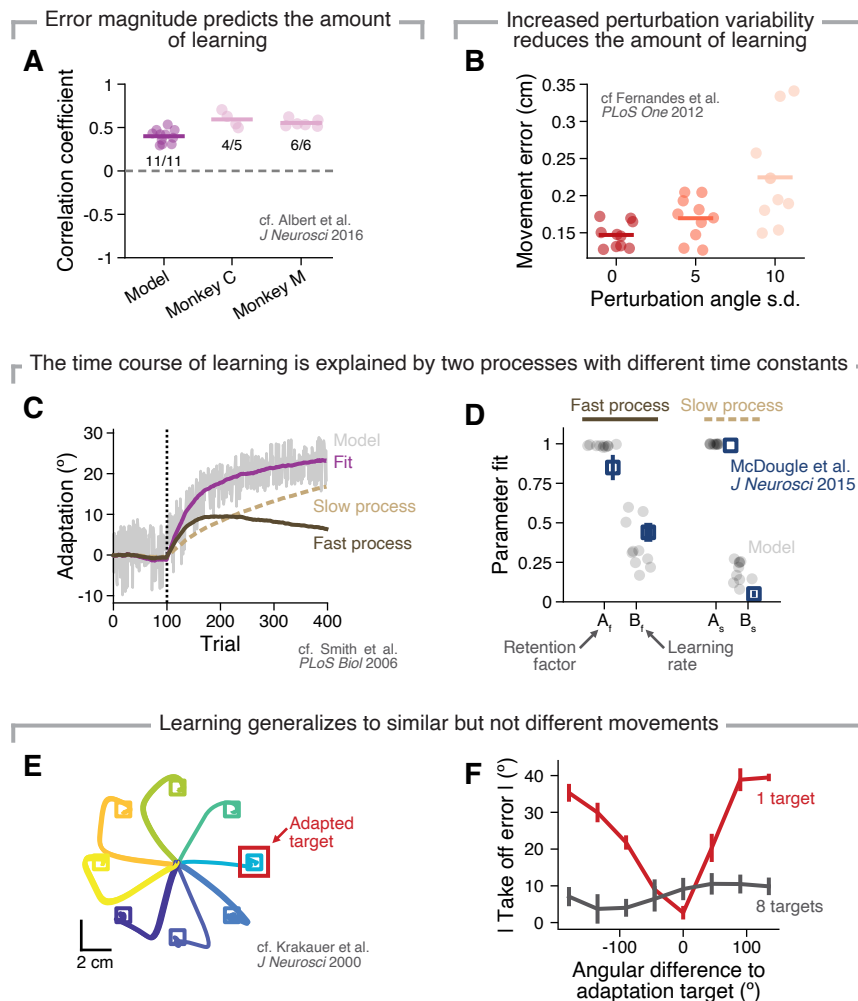 Error magnitude predicts the amount
of learning
Increased perturbation variability
reduces the amount of learning
A
Correlation coefficient
1
0.5
0
-0.5
-1
11/11
4/5
6/6
cf. Albert et al.
J Neurosci 2016
Model
Monkey C
Monkey M
B
Movement error (cm)
0.35
0.3
0.25
0.2
0.15
cf Fernandes et al.
PLoS One 2012
0
5
10
Perturbation angle s.d.
The time course of learning is explained by two processes with different time constants
C
Adaptation (º)
30
20
10
0
-10
Model
Fit
Slow process
Fast process
0
100
200
300
400
Trial
cf. Smith et al.
PLoS Biol 2006
D
Fast process
Slow process
Parameter fit
1
0.75
0.5
0.25
0
McDougle et al.
J Neurosci 2015
Model
Af
Bf
As
Bs
Retention
factor
Learning
rate
Learning generalizes to similar but not different movements
E
Adapted
target
2 cm
cf. Krakauer et al.
J Neurosci 2000
F
| Take off error | (º)
40
30
20
10
0
1 target
8 targets
-100
0
100
Angular difference to
adaptation target (º)